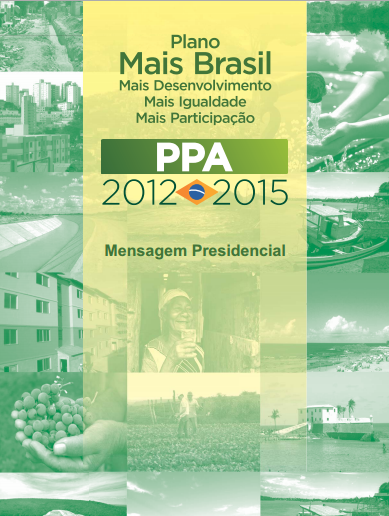 Plano
Mais Brasil
Mais Desenvolvimento
Mais Igualdade
Mais Participação
PPA
2012 2015
Mensagem Presidencial